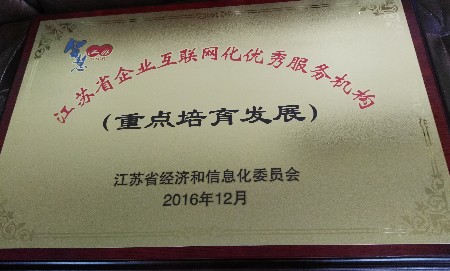 江苏省企业互联网化优秀服务机构
(重点培育发展)
江苏省经济和信息化委员会
2016年12月